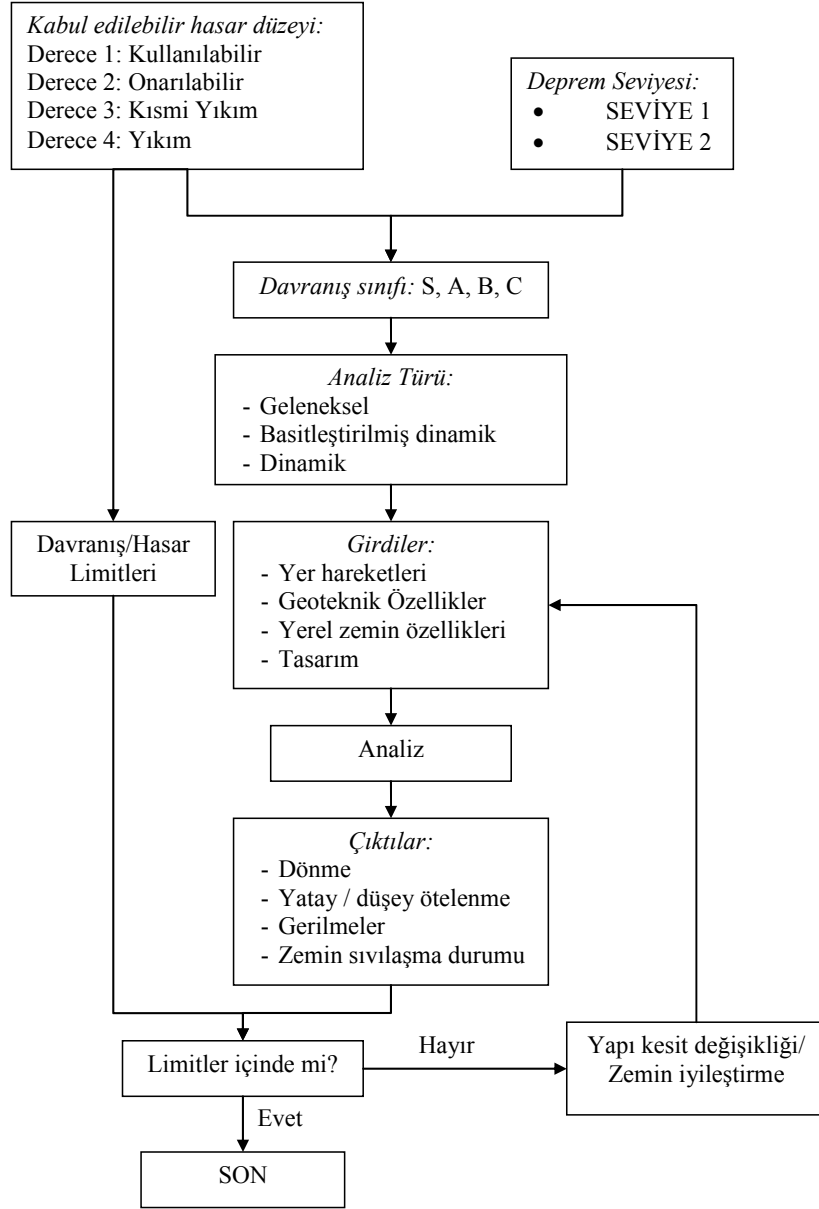 Kabul edilebilir hasar düzeyi:
Derece 1: Kullanılabilir
Derece 2: Onarılabilir
Derece 3: Kısmi Yıkım
Derece 4: Yıkım
Deprem Seviyesi:
• SEVİYE 1
• SEVİYE 2
Davranış sınıfı: S, A, B, C
Analiz Türü:
- Geleneksel
- Basitleştirilmiş dinamik
- Dinamik
Davranış/Hasar
Limitleri
Girdiler:
- Yer hareketleri
- Geoteknik Özellikler
- Yerel zemin özellikleri
- Tasarım
Analiz
Çıktılar:
- Dönme
- Yatay / düşey ötelenme
- Gerilmeler
- Zemin sıvılaşma durumu
Limitler içinde mi?
Hayır
Yapı kesit değişikliği/
Zemin iyileştirme
Evet
SON